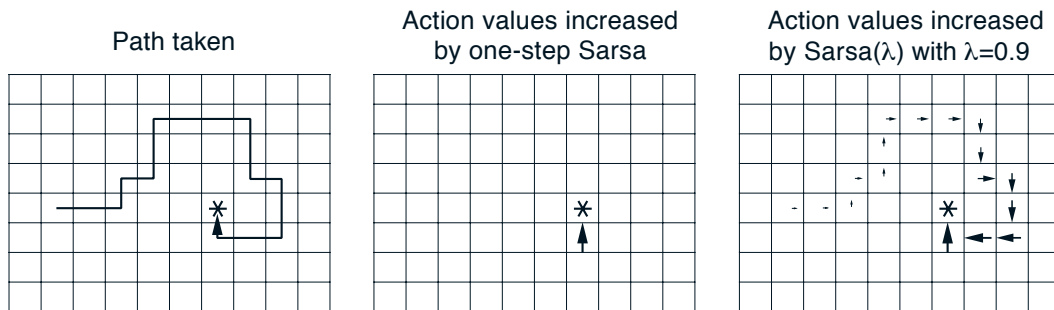 Path taken
Action values increased
by one-step Sarsa
Action values increased
by Sarsa(λ) with λ=0.9